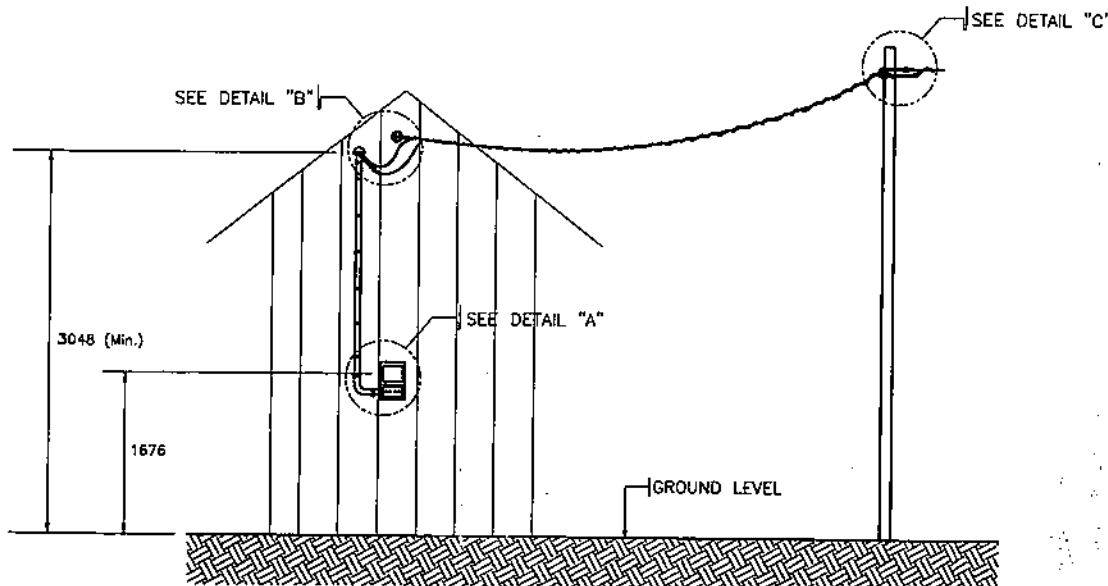 SEE DETAIL "C"
SEE DETAIL "B"
SEE DETAIL "A"
3048 (Min.)
1676
GROUND LEVEL